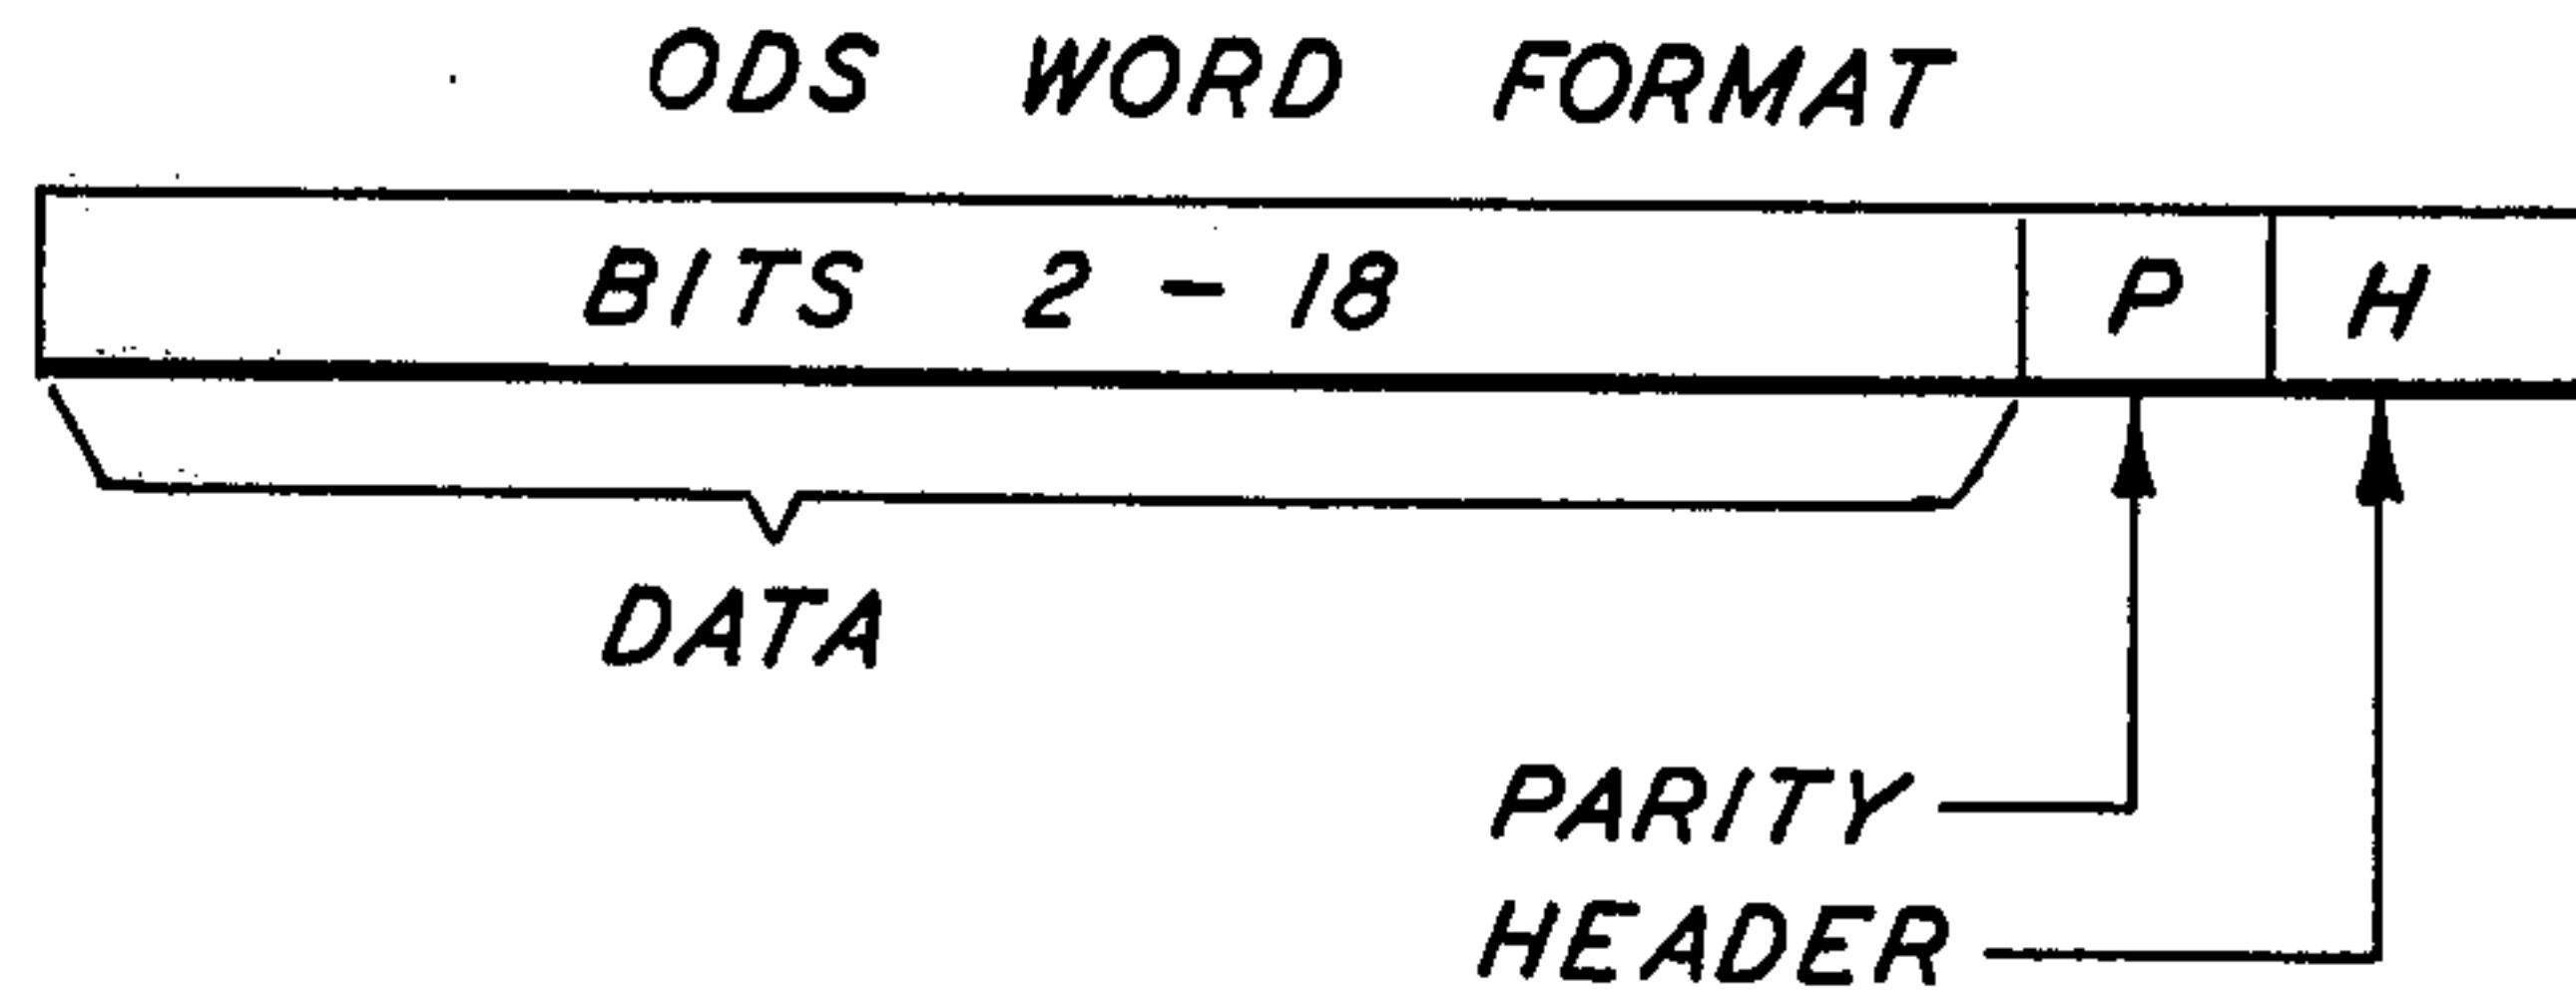 ODS WORD FORMAT
BITS 2 - 18 P H
DATA
PARITY
HEADER